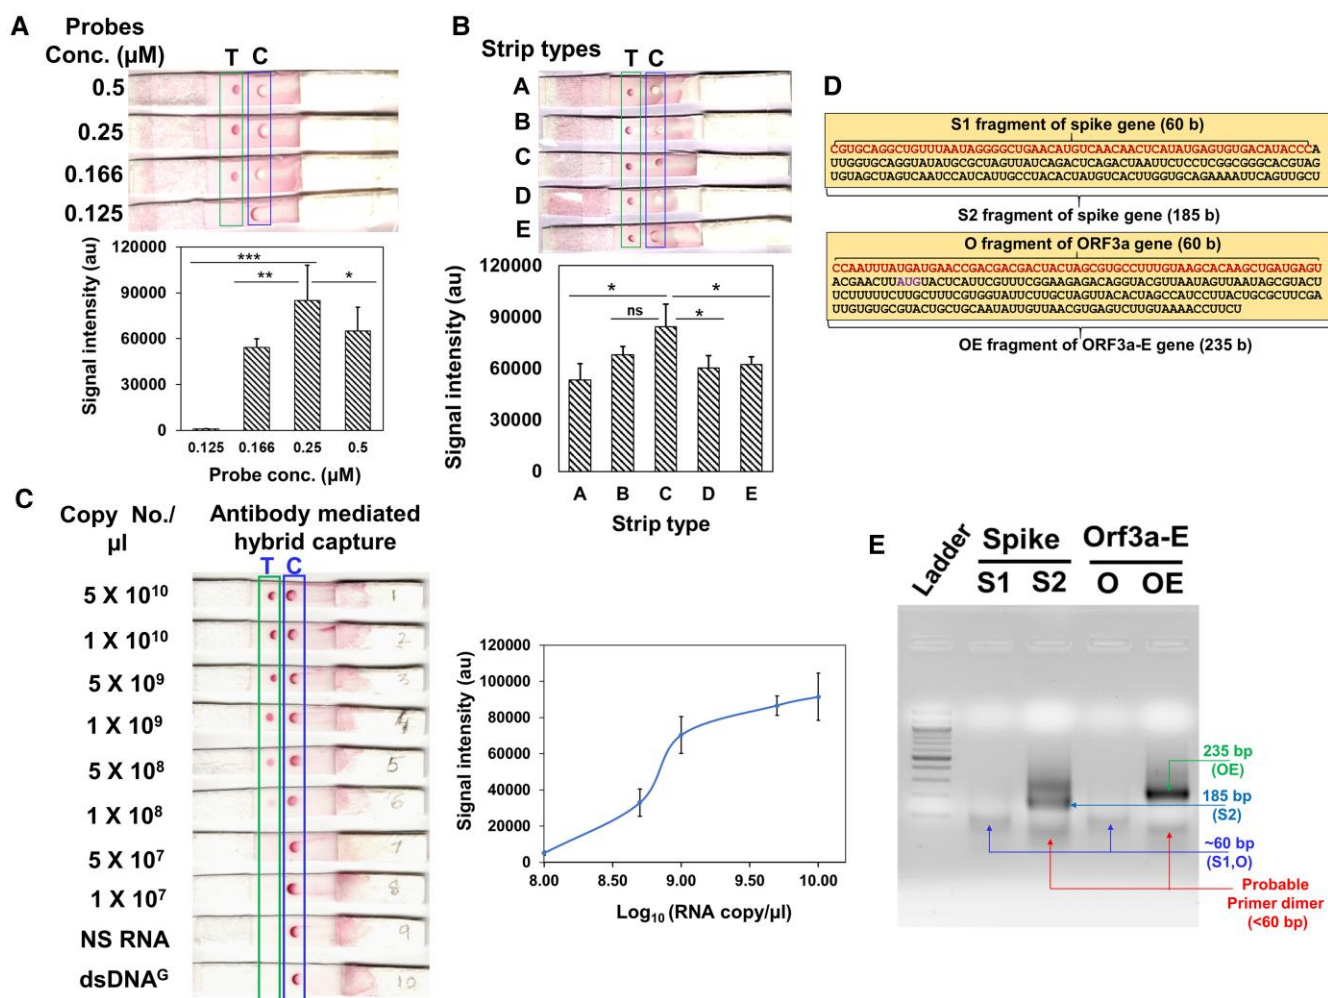 A
Probes
Conc. (µM)
T C
0.5
0.25
0.166
0.125
Signal intensity (au)
120000
90000
60000
30000
0
***
**
*
0.125 0.166 0.25 0.5
Probe conc. (µM)
B
Strip types
T C
A
B
C
D
E
Signal intensity (au)
120000
90000
60000
30000
0
* *
ns *
A B C D E
Strip type
C
Copy No./
µl
Antibody mediated
hybrid capture
T C
5 X 10¹⁰ 1
1 X 10¹⁰ 2
5 X 10⁹ 3
1 X 10⁹ 4
5 X 10⁸ 5
1 X 10⁸ 6
5 X 10⁷ 7
1 X 10⁷ 8
NS RNA 9
dsDNAᴳ 10
Signal intensity (au)
120000
100000
80000
60000
40000
20000
0
8.00 8.50 9.00 9.50 10.00
Log₁₀ (RNA copy/µl)
D
S1 fragment of spike gene (60 b)
CGUGCAGGCUGUUUAAUAGGGGCUGAACAUGUCAACAACUCAUAUGAGUGUGACAUACCCA
UUGGUGCAGGUAUAUGCGCUAGUUAUCAGACUCAGACUAAUUCUCCUCGGCGGGCACGUAG
UGUAGCUAGUCAAUCCAUCAUUGCCUACACUAUGUCACUUGGUGCAGAAAAUUCAGUUGCU
S2 fragment of spike gene (185 b)
O fragment of ORF3a gene (60 b)
CCAAUUUAUGAUGAACCGACGACGACUACUAGCGUGCCUUUGUAAGCACAAGCUGAUGAGU
ACGAACUUAUGUACUCAUUCGUUUCGGAAGAGACAGGUACGUUAAUAGUUAAUAGCGUACU
UCUUUUUCUUGCUUUCGUGGUAUUCUUGCUAGUUACACUAGCCAUCCUUACUGCGCUUCGA
UUGUGUGCGUACUGCUGCAAUAUUGUUAACGUGAGUCUUGUAAAACCUUCU
OE fragment of ORF3a-E gene (235 b)
E
Ladder
Spike Orf3a-E
S1 S2 O OE
235 bp
(OE)
185 bp
(S2)
~60 bp
(S1,O)
Probable
Primer dimer
(<60 bp)